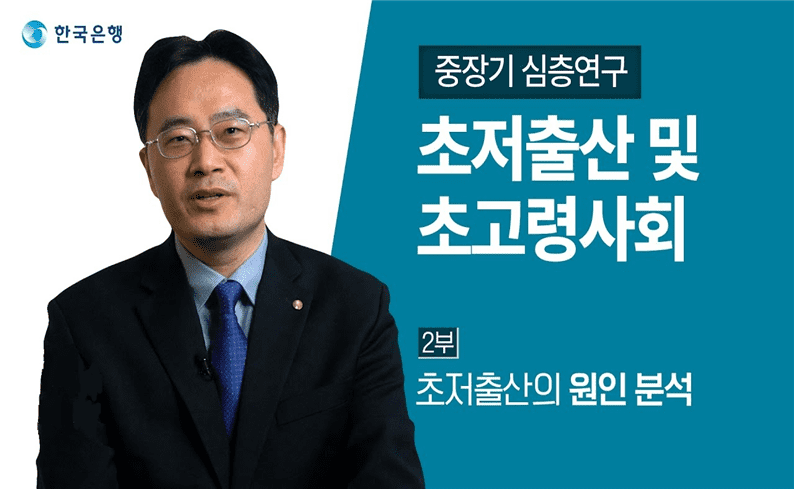 한국은행
중장기 심층연구
초저출산 및
초고령사회
2부
초저출산의 원인 분석